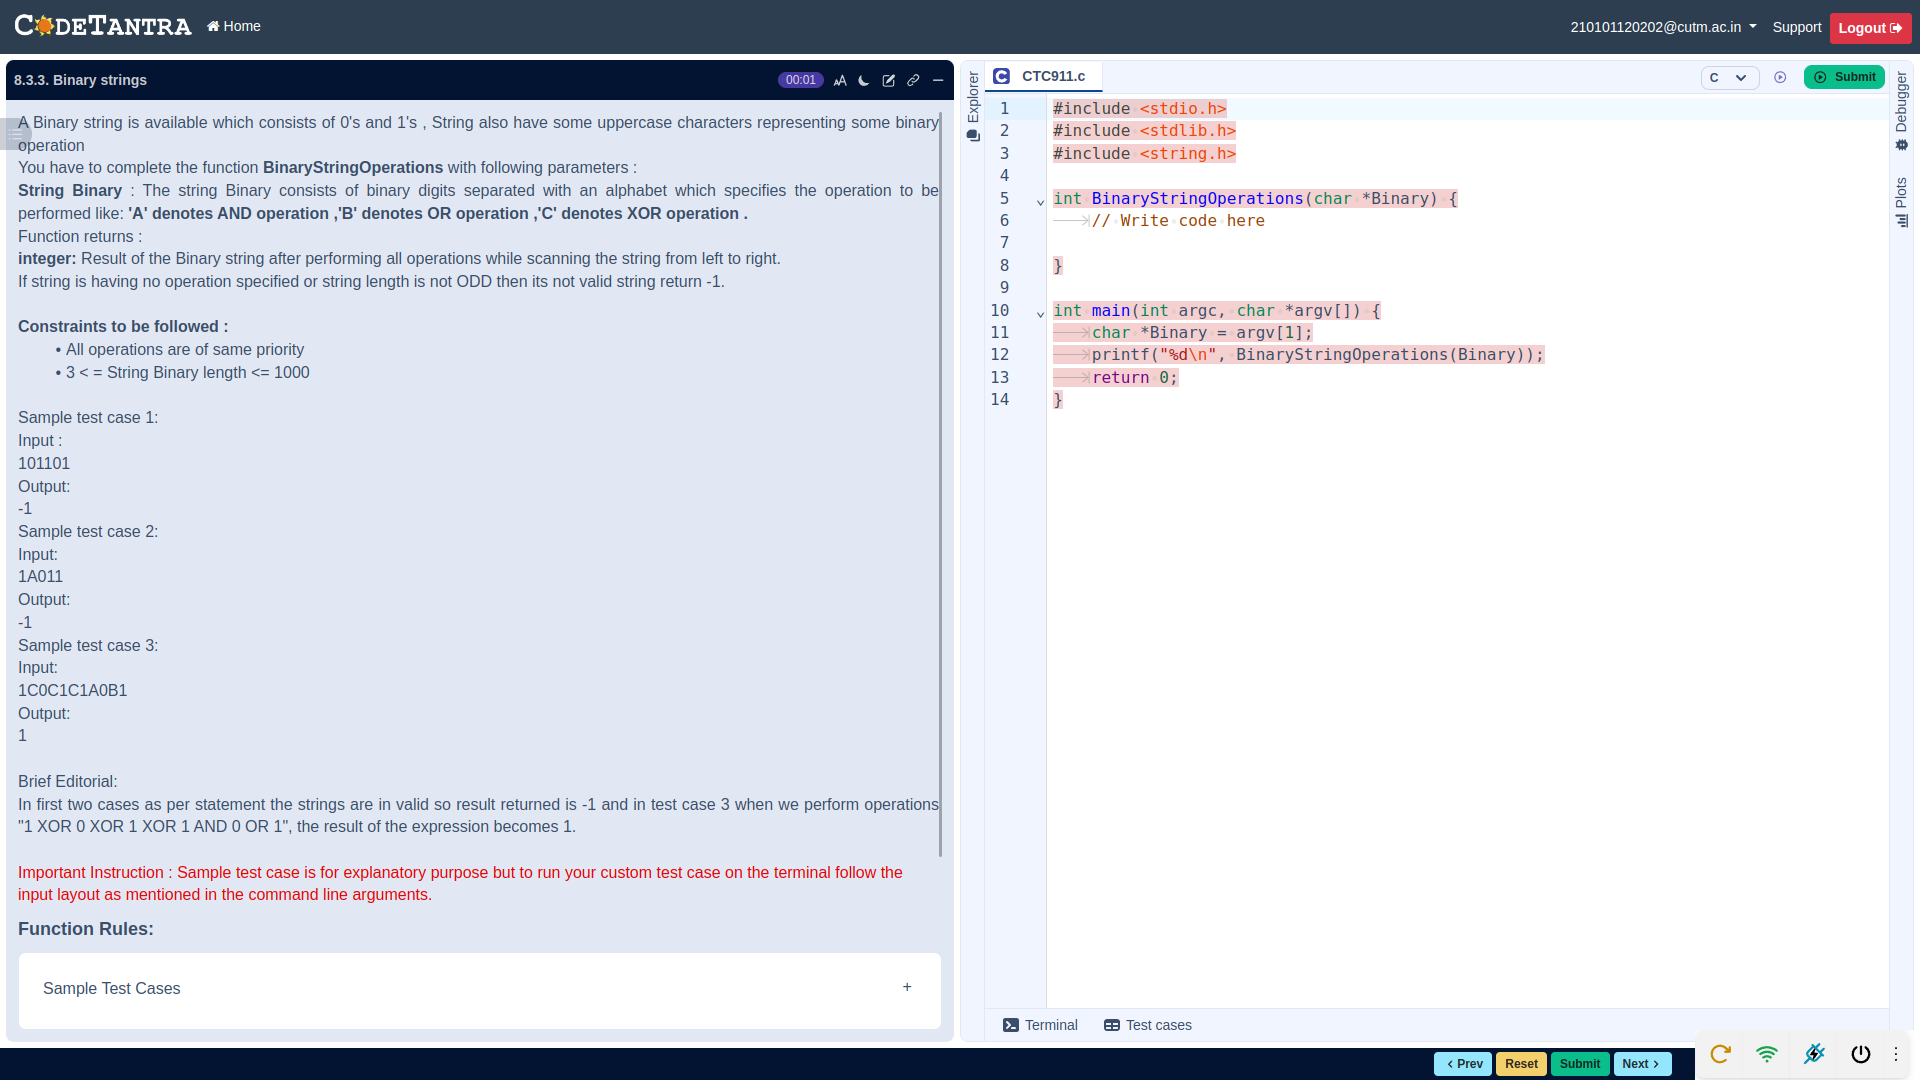 CODETANTRA
Home
210101120202@cutm.ac.in
Support
Logout
8.3.3. Binary strings
00:01
A Binary string is available which consists of 0's and 1's , String also have some uppercase characters representing some binary
operation
You have to complete the function BinaryStringOperations with following parameters :
String Binary : The string Binary consists of binary digits separated with an alphabet which specifies the operation to be
performed like: 'A' denotes AND operation ,'B' denotes OR operation ,'C' denotes XOR operation .
Function returns :
integer: Result of the Binary string after performing all operations while scanning the string from left to right.
If string is having no operation specified or string length is not ODD then its not valid string return -1.
Constraints to be followed :
• All operations are of same priority
• 3 < = String Binary length <= 1000
Sample test case 1:
Input :
101101
Output:
-1
Sample test case 2:
Input:
1A011
Output:
-1
Sample test case 3:
Input:
1C0C1C1A0B1
Output:
1
Brief Editorial:
In first two cases as per statement the strings are in valid so result returned is -1 and in test case 3 when we perform operations
"1 XOR 0 XOR 1 XOR 1 AND 0 OR 1", the result of the expression becomes 1.
Important Instruction : Sample test case is for explanatory purpose but to run your custom test case on the terminal follow the
input layout as mentioned in the command line arguments.
Function Rules:
Sample Test Cases
+
Explorer
CTC911.c
C
Submit
Debugger
Plots
1 #include <stdio.h>
2 #include <stdlib.h>
3 #include <string.h>
4
5 int BinaryStringOperations(char *Binary) {
6 // Write code here
7
8 }
9
10 int main(int argc, char *argv[]) {
11 char *Binary = argv[1];
12 printf("%d\n", BinaryStringOperations(Binary));
13 return 0;
14 }
Terminal
Test cases
Prev
Reset
Submit
Next